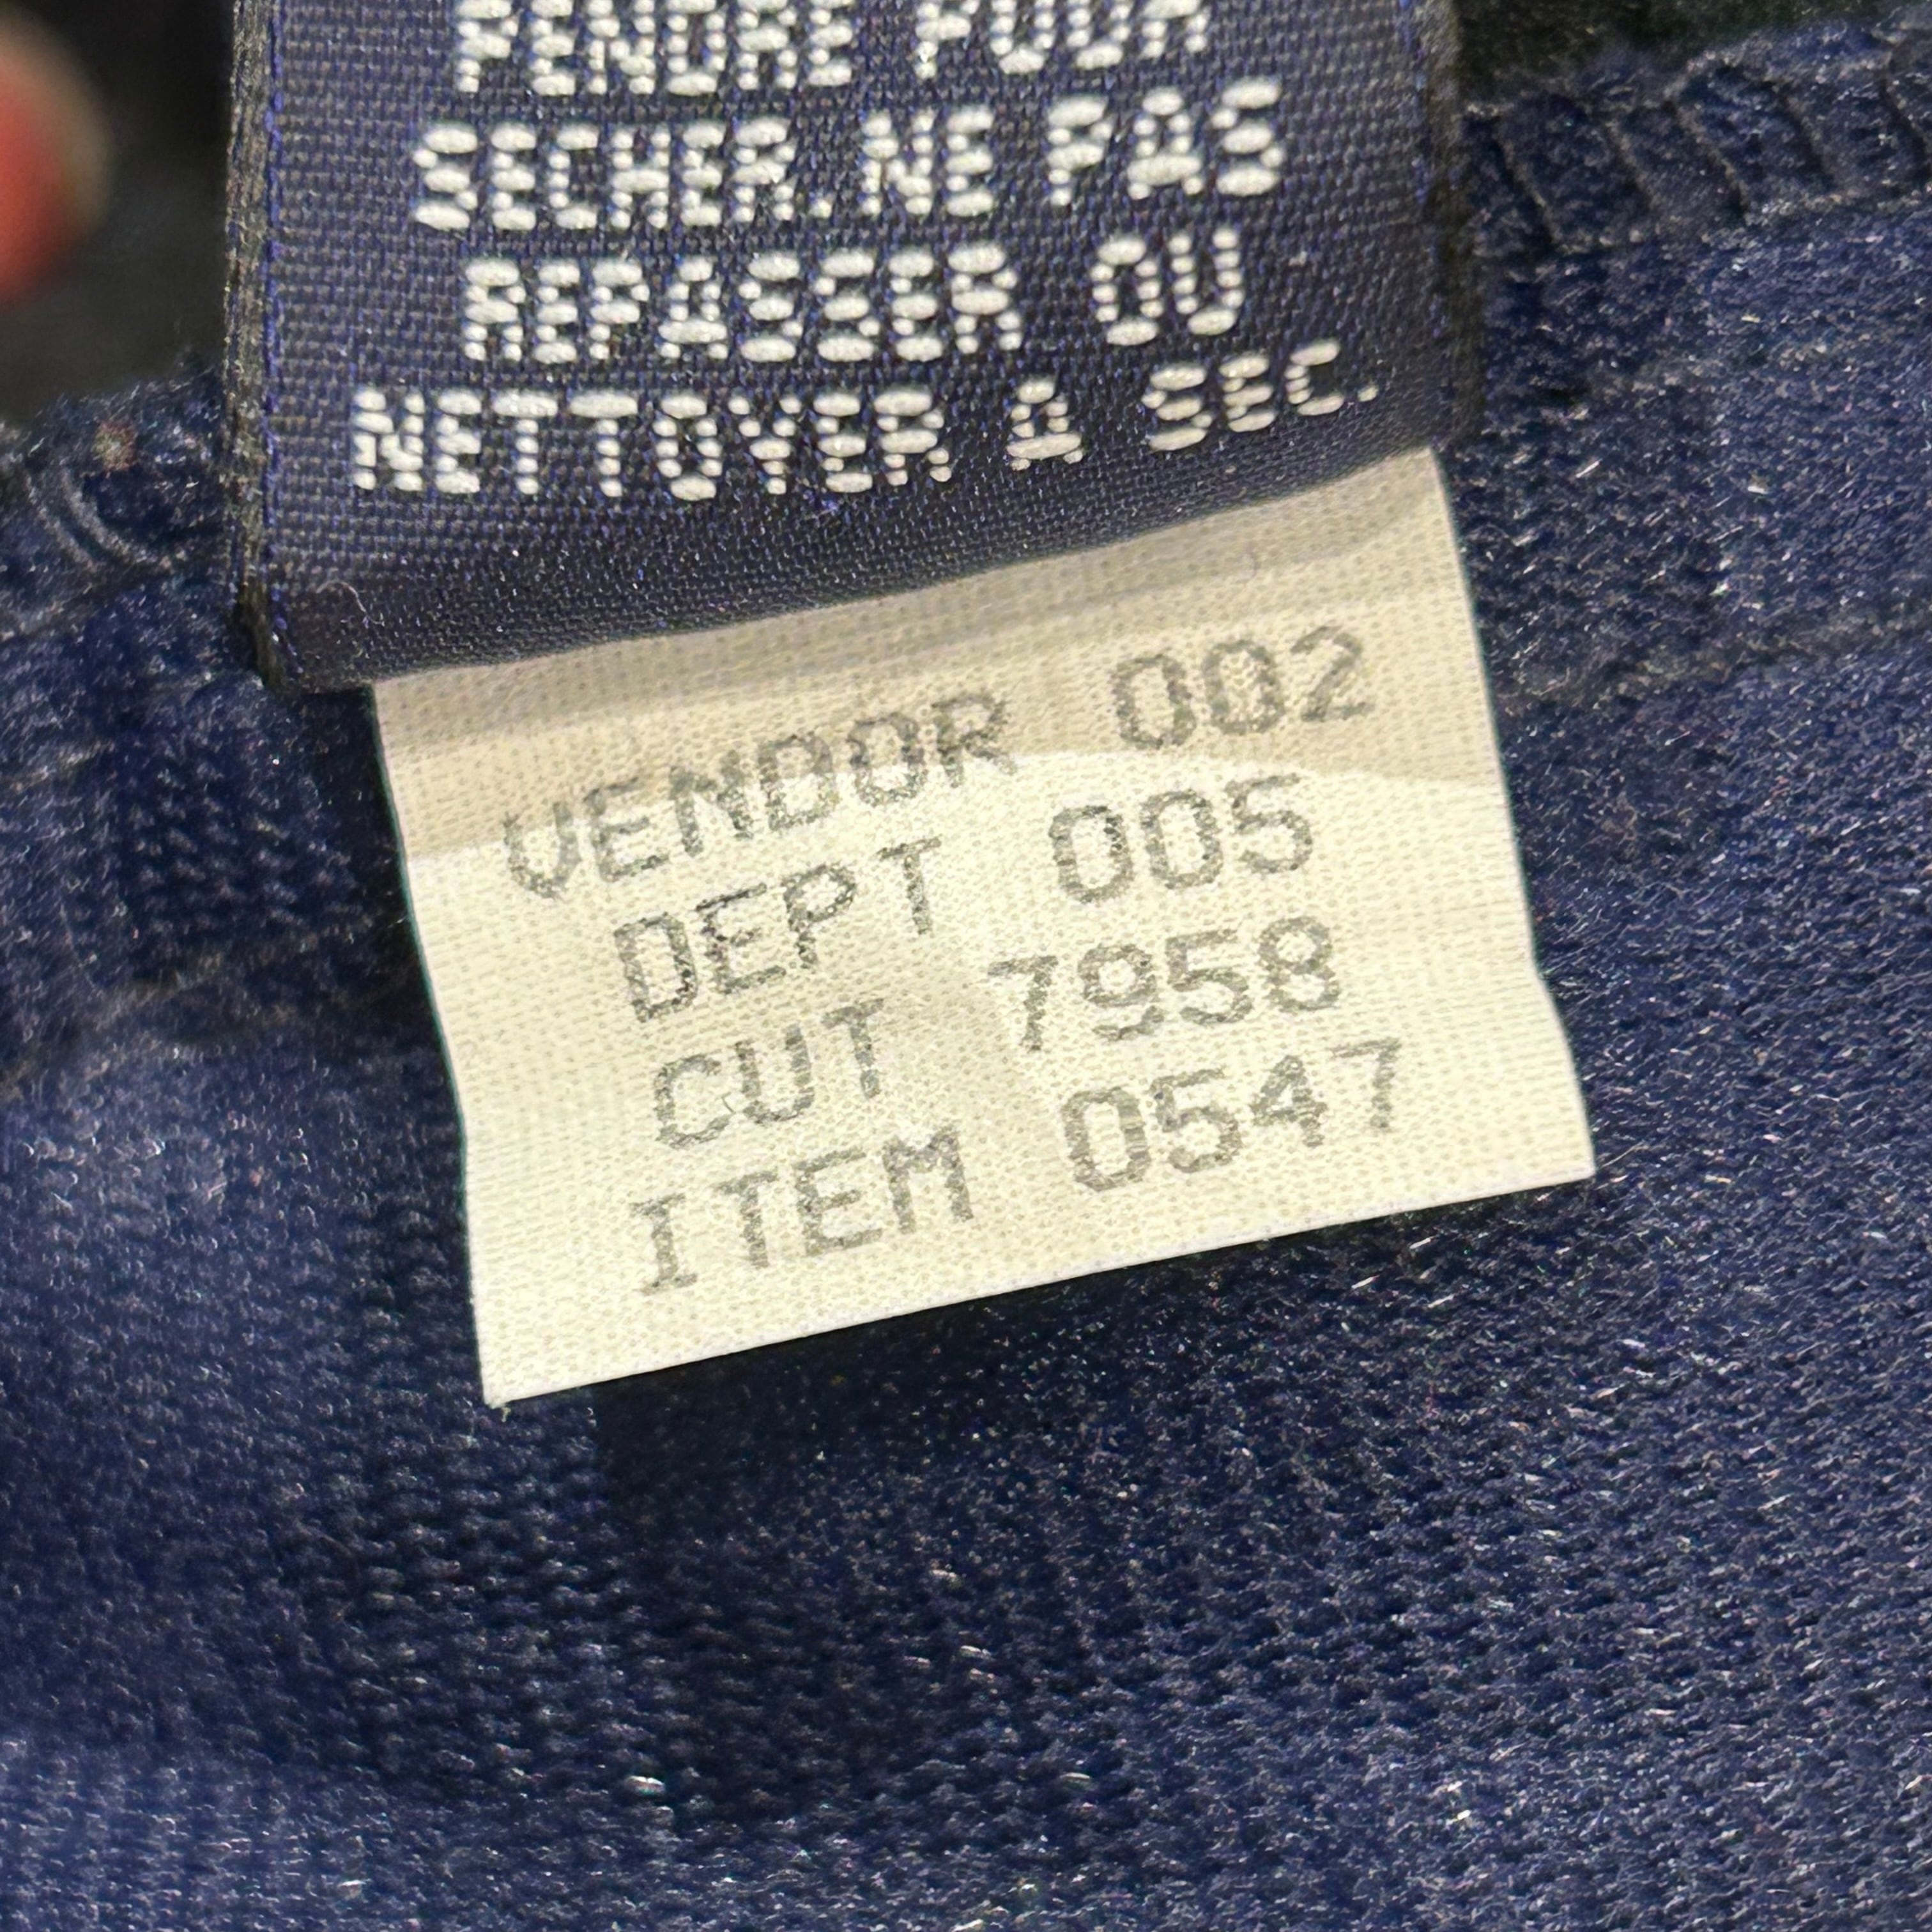 PENDRE POUR
SECHER. NE PAS
REPASSER OU
NETTOYER A SEC.
VENDOR 002
DEPT 005
CUT 7958
ITEM 0547